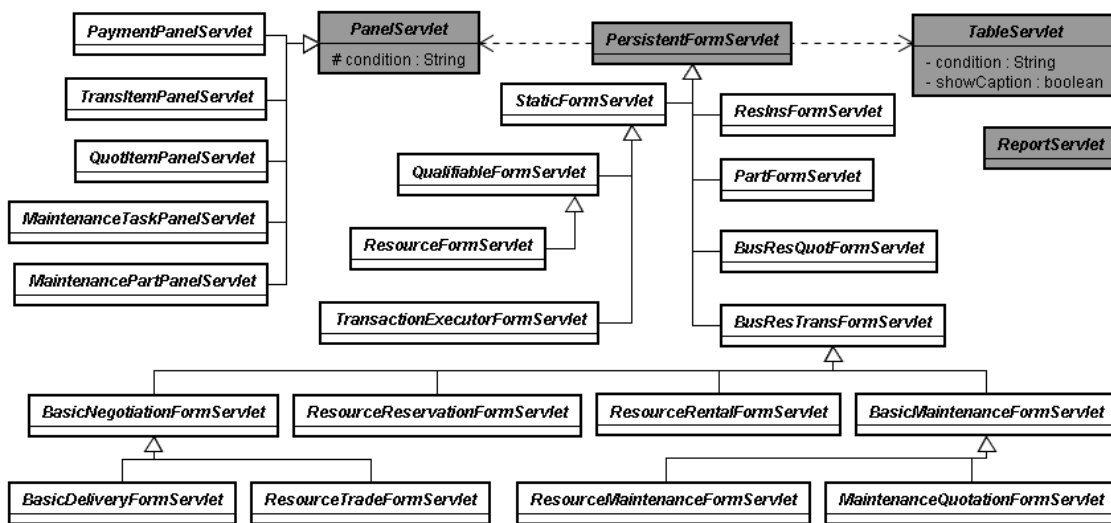 PaymentPanelServlet
PanelServlet
# condition : String
PersistentFormServlet
TableServlet
- condition : String
- showCaption : boolean
TransItemPanelServlet
StaticFormServlet
ResInsFormServlet
ReportServlet
QuotItemPanelServlet
QualifiableFormServlet
PartFormServlet
MaintenanceTaskPanelServlet
ResourceFormServlet
BusResQuotFormServlet
MaintenancePartPanelServlet
TransactionExecutorFormServlet
BusResTransFormServlet
BasicNegotiationFormServlet
ResourceReservationFormServlet
ResourceRentalFormServlet
BasicMaintenanceFormServlet
BasicDeliveryFormServlet
ResourceTradeFormServlet
ResourceMaintenanceFormServlet
MaintenanceQuotationFormServlet